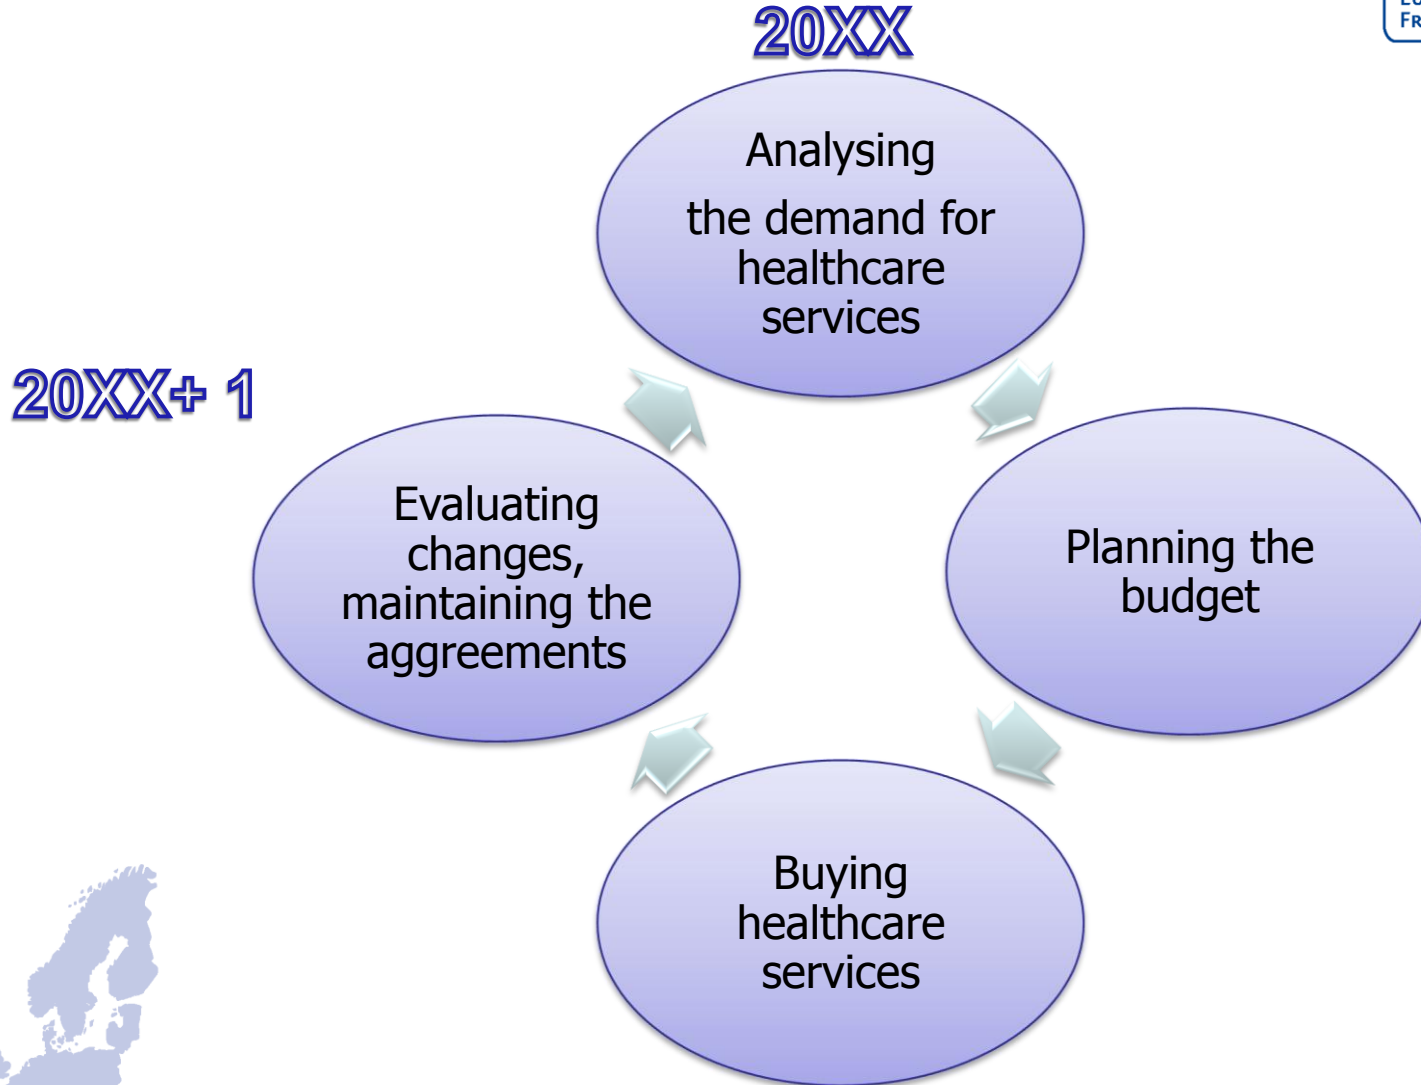 20XX
Analysing
the demand for
healthcare
services
20XX+ 1
Evaluating
changes,
maintaining the
aggreements
Planning the
budget
Buying
healthcare
services